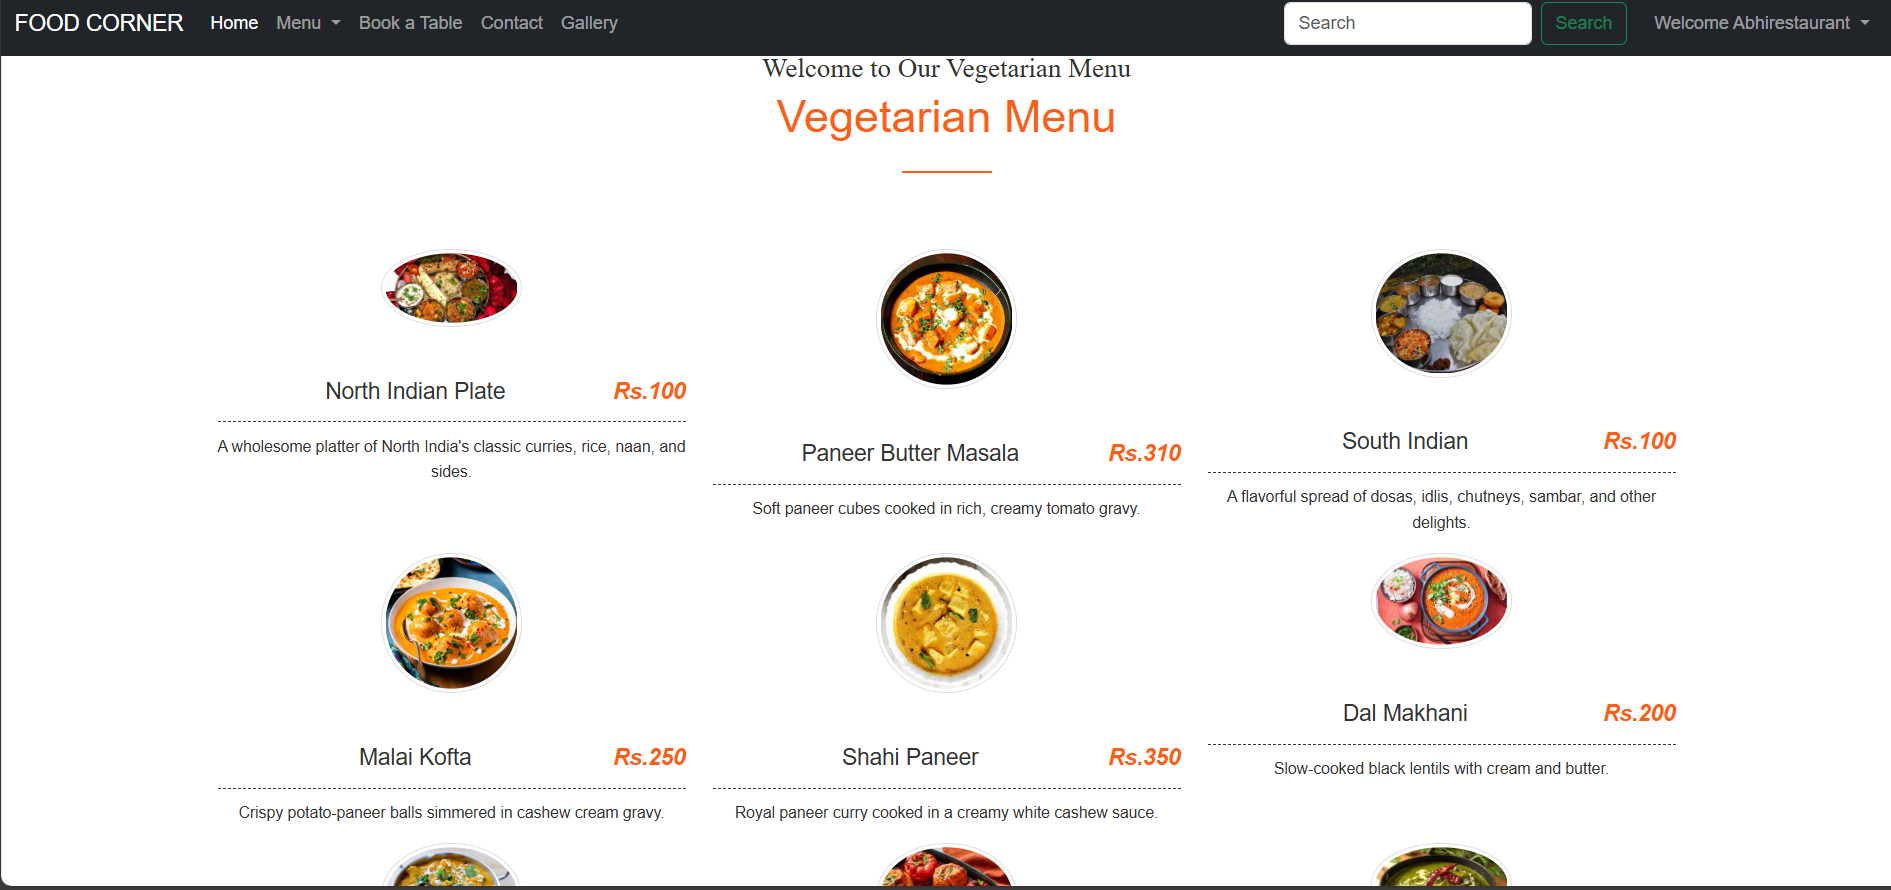 FOOD CORNER Home Menu Book a Table Contact Gallery Search Search Welcome Abhirestaurant
Welcome to Our Vegetarian Menu
Vegetarian Menu
North Indian Plate Rs.100
A wholesome platter of North India's classic curries, rice, naan, and
sides.
Paneer Butter Masala Rs.310
Soft paneer cubes cooked in rich, creamy tomato gravy.
South Indian Rs.100
A flavorful spread of dosas, idlis, chutneys, sambar, and other
delights.
Malai Kofta Rs.250
Crispy potato-paneer balls simmered in cashew cream gravy.
Shahi Paneer Rs.350
Royal paneer curry cooked in a creamy white cashew sauce.
Dal Makhani Rs.200
Slow-cooked black lentils with cream and butter.